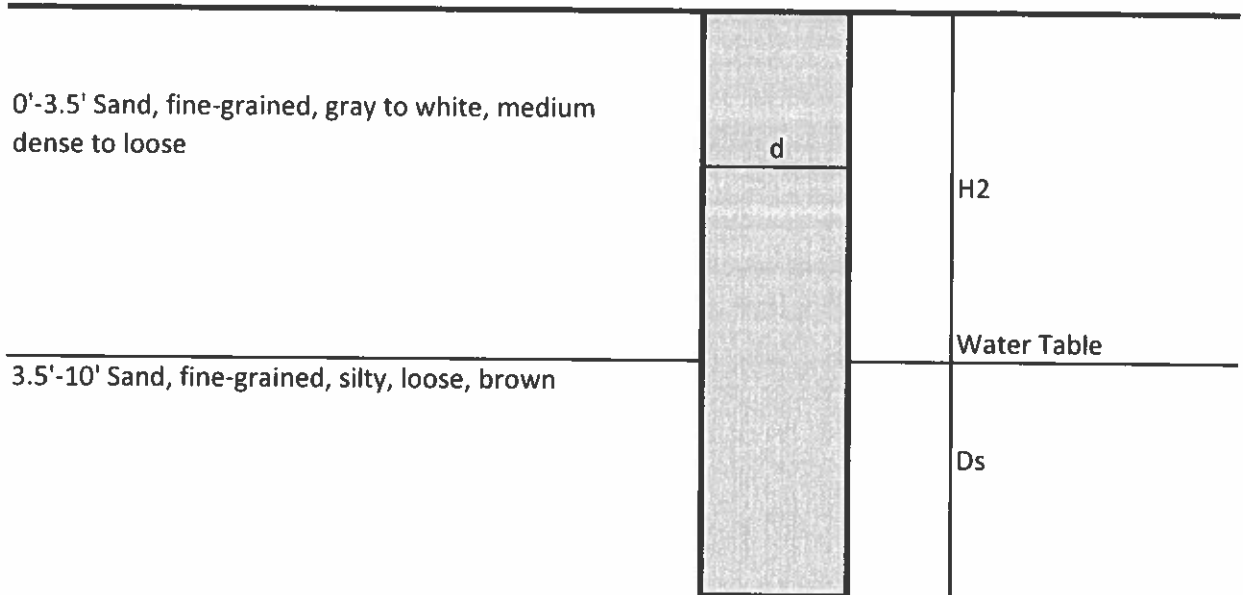 0'-3.5' Sand, fine-grained, gray to white, medium
dense to loose
d
H2
Water Table
3.5'-10' Sand, fine-grained, silty, loose, brown
Ds